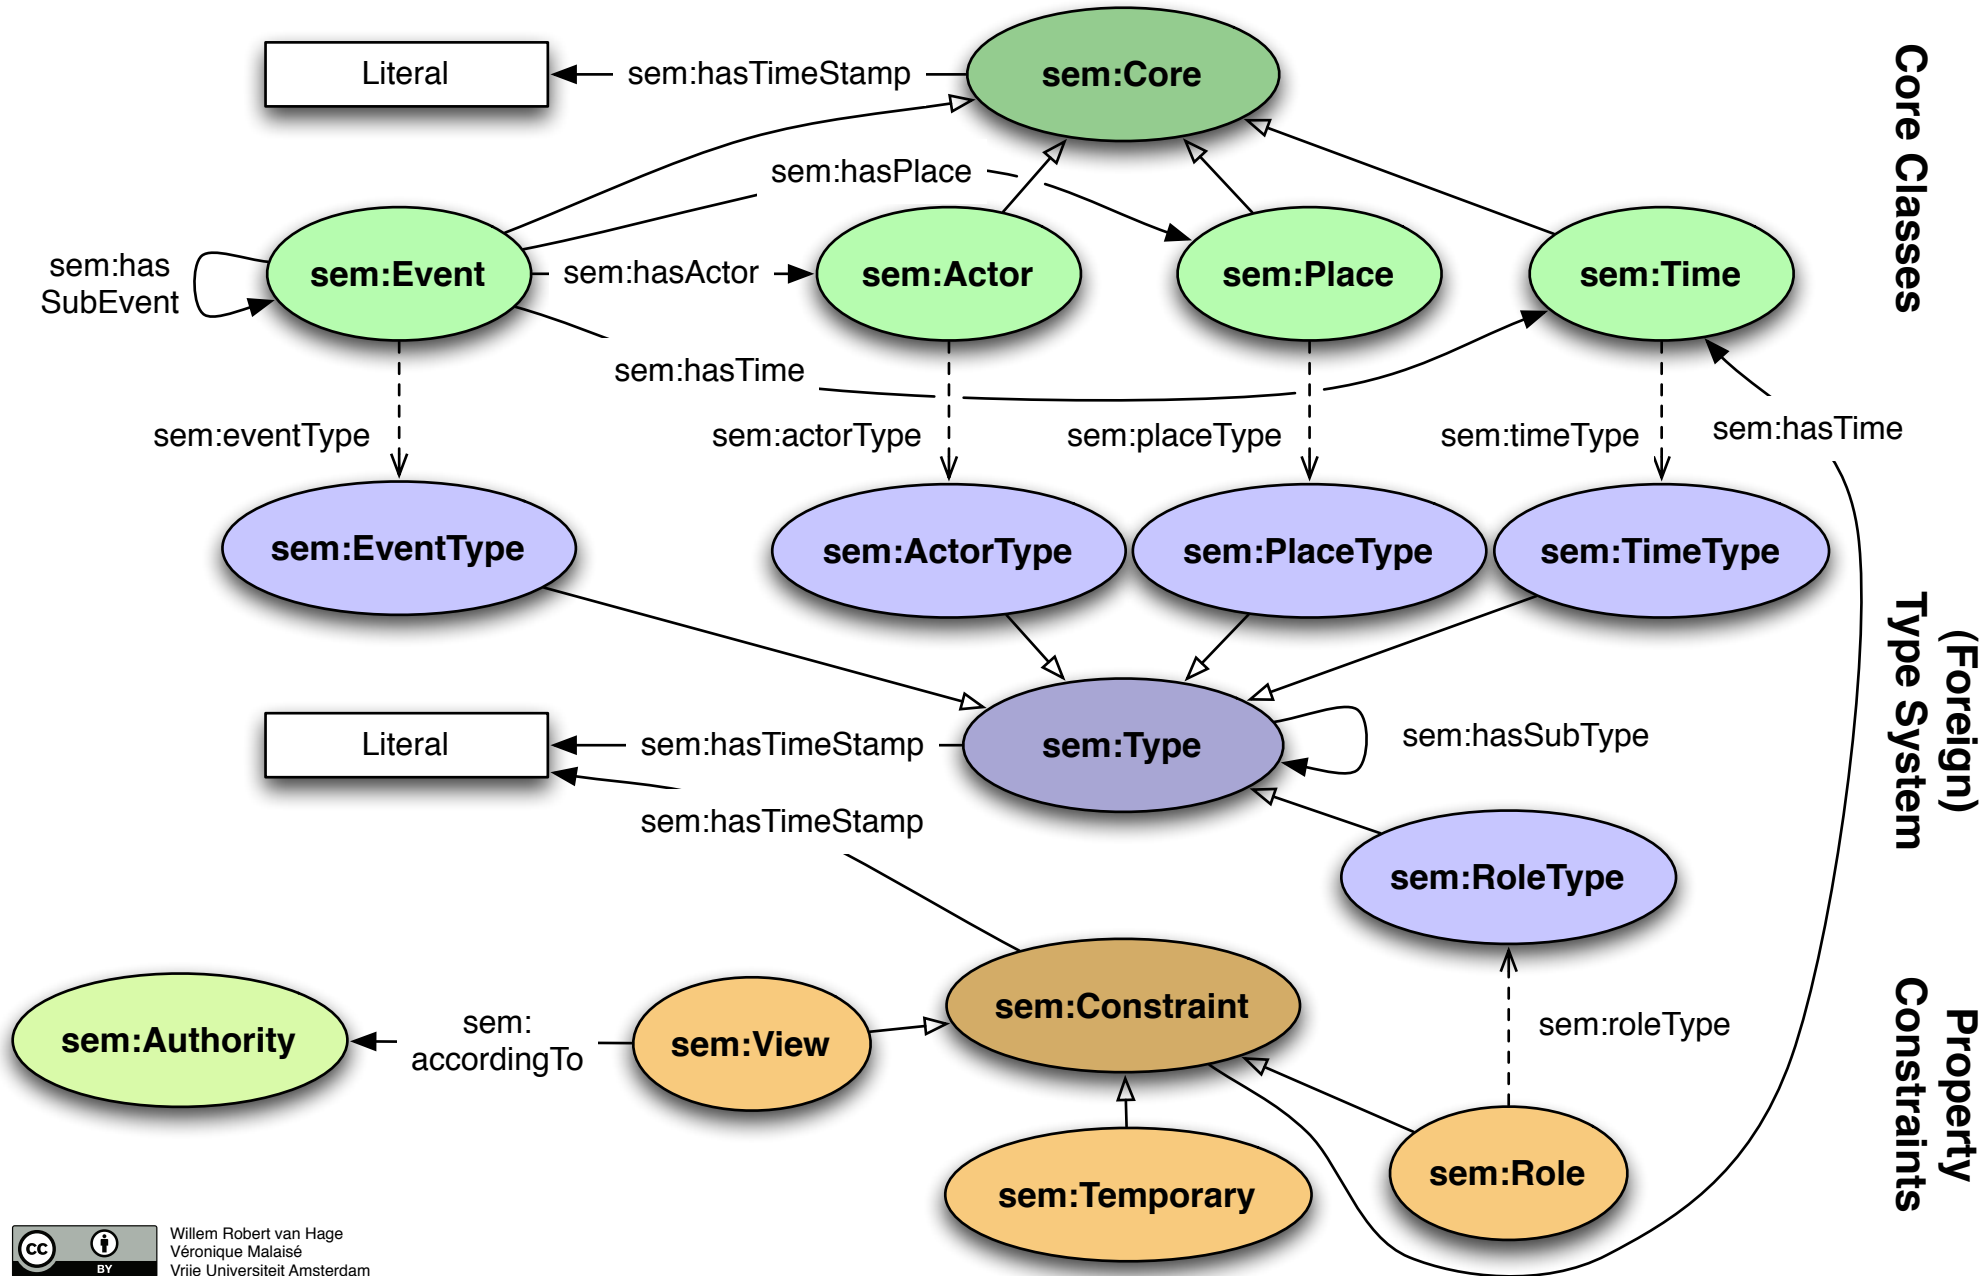 Literal
sem:hasTimeStamp
sem:Core
Core Classes
sem:hasPlace
sem:has
SubEvent
sem:Event
sem:hasActor
sem:Actor
sem:Place
sem:Time
sem:hasTime
sem:eventType
sem:actorType
sem:placeType
sem:timeType
sem:hasTime
sem:EventType
sem:ActorType
sem:PlaceType
sem:TimeType
(Foreign)
Type System
Literal
sem:hasTimeStamp
sem:Type
sem:hasSubType
sem:hasTimeStamp
sem:RoleType
sem:Authority
sem:
accordingTo
sem:View
sem:Constraint
sem:roleType
Property
Constraints
sem:Temporary
sem:Role
cc
BY
Willem Robert van Hage
Véronique Malaisé
Vrije Universiteit Amsterdam